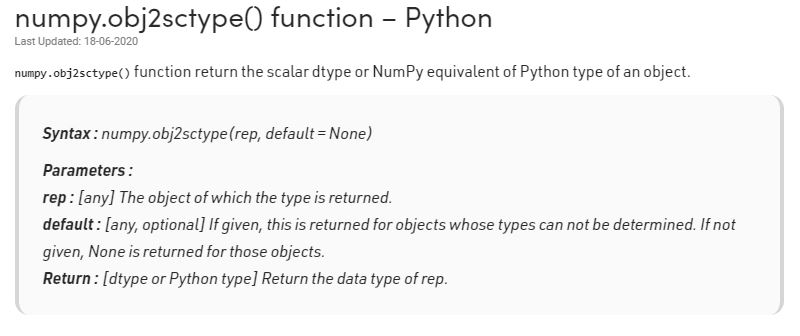 numpy.obj2sctype() function – Python
Last Updated: 18-06-2020
numpy.obj2sctype() function return the scalar dtype or NumPy equivalent of Python type of an object.
Syntax : numpy.obj2sctype(rep, default = None)
Parameters :
rep : [any] The object of which the type is returned.
default : [any, optional] If given, this is returned for objects whose types can not be determined. If not
given, None is returned for those objects.
Return : [dtype or Python type] Return the data type of rep.